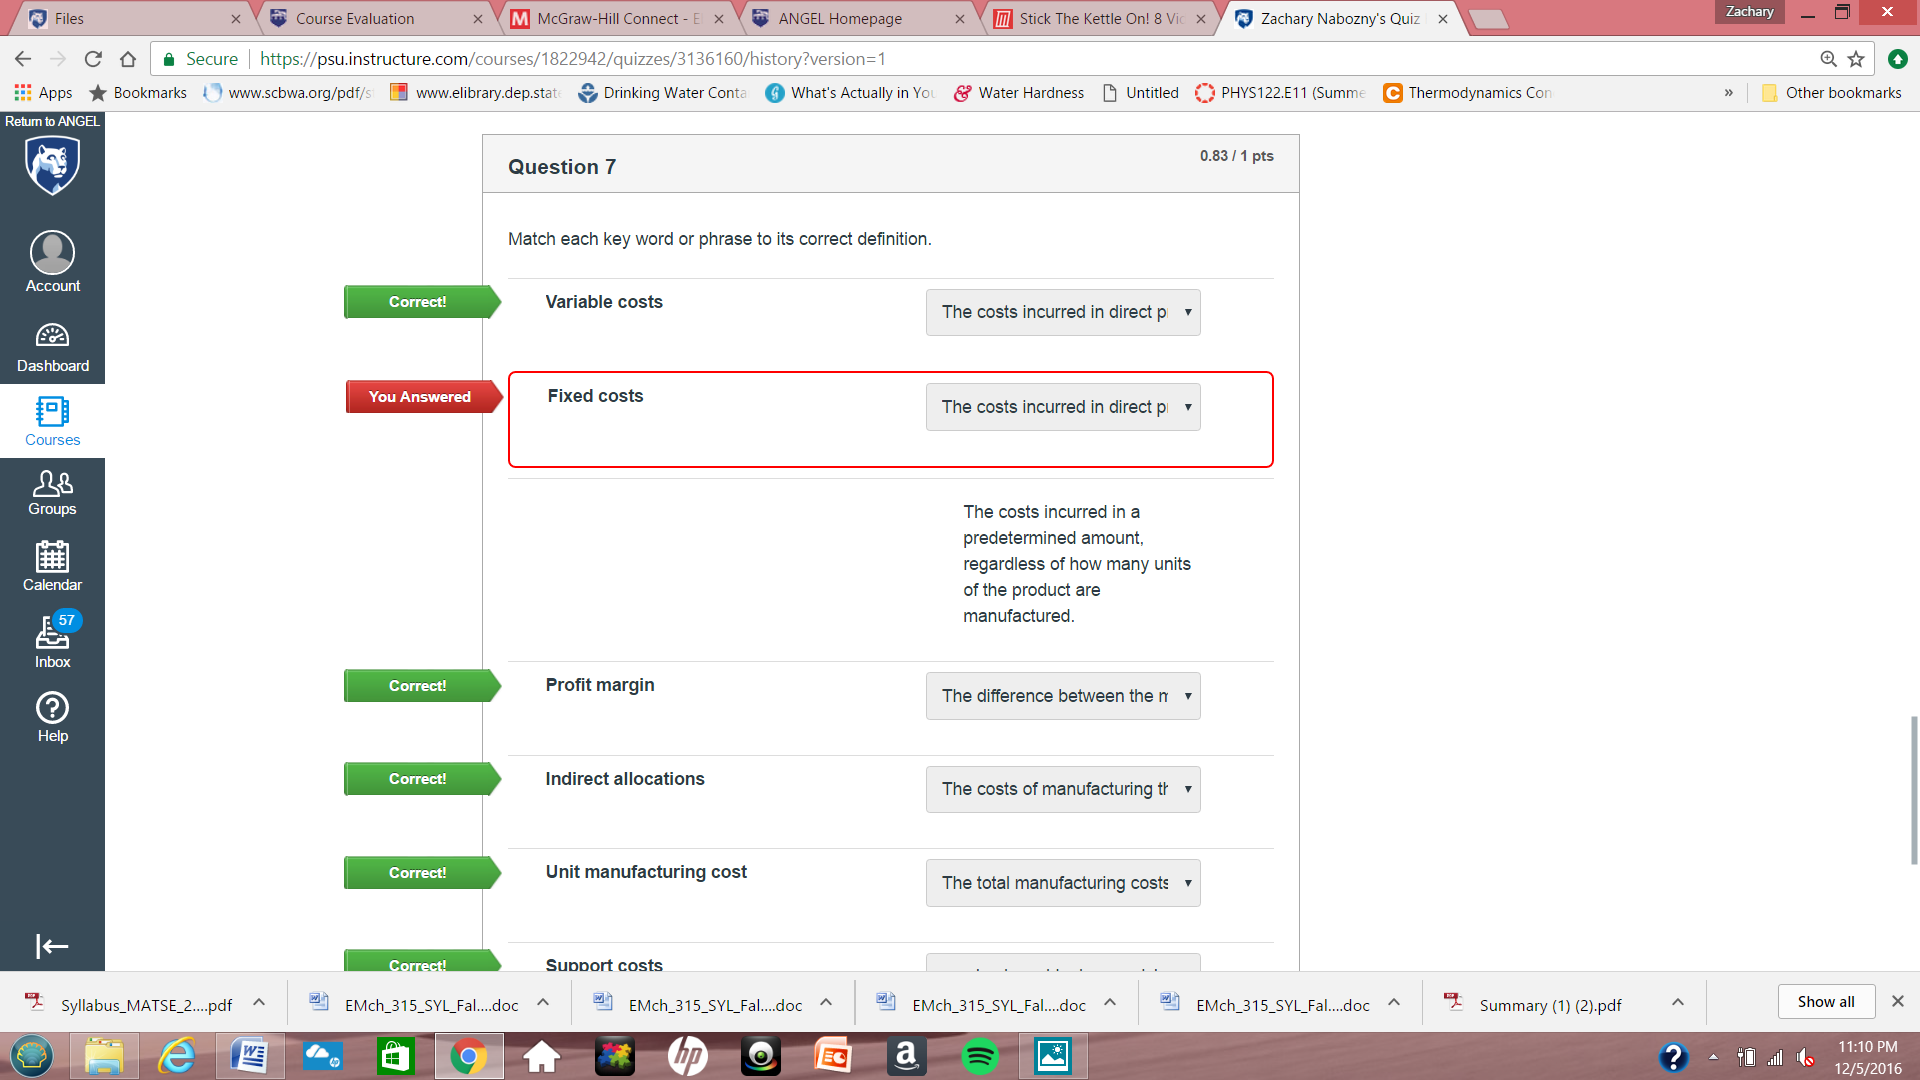 Files
Course Evaluation
McGraw-Hill Connect - E
ANGEL Homepage
Stick The Kettle On! 8 Vic
Zachary Nabozny's Quiz
Zachary
Secure
https://psu.instructure.com/courses/1822942/quizzes/3136160/history?version=1
Apps
Bookmarks
www.scbwa.org/pdf/s
www.elibrary.dep.stat
Drinking Water Conta
What's Actually in You
Water Hardness
Untitled
PHYS122.E11 (Summe
Thermodynamics Con
»
Other bookmarks
Return to ANGEL
Account
Dashboard
Courses
Groups
Calendar
57
Inbox
Help
Question 7
0.83 / 1 pts
Match each key word or phrase to its correct definition.
Correct!
Variable costs
The costs incurred in direct p
You Answered
Fixed costs
The costs incurred in direct p
The costs incurred in a
predetermined amount,
regardless of how many units
of the product are
manufactured.
Correct!
Profit margin
The difference between the m
Correct!
Indirect allocations
The costs of manufacturing th
Correct!
Unit manufacturing cost
The total manufacturing costs
Correct!
Support costs
Syllabus_MATSE_2....pdf
EMch_315_SYL_Fal....doc
EMch_315_SYL_Fal....doc
EMch_315_SYL_Fal....doc
EMch_315_SYL_Fal....doc
Summary (1) (2).pdf
Show all
11:10 PM
12/5/2016